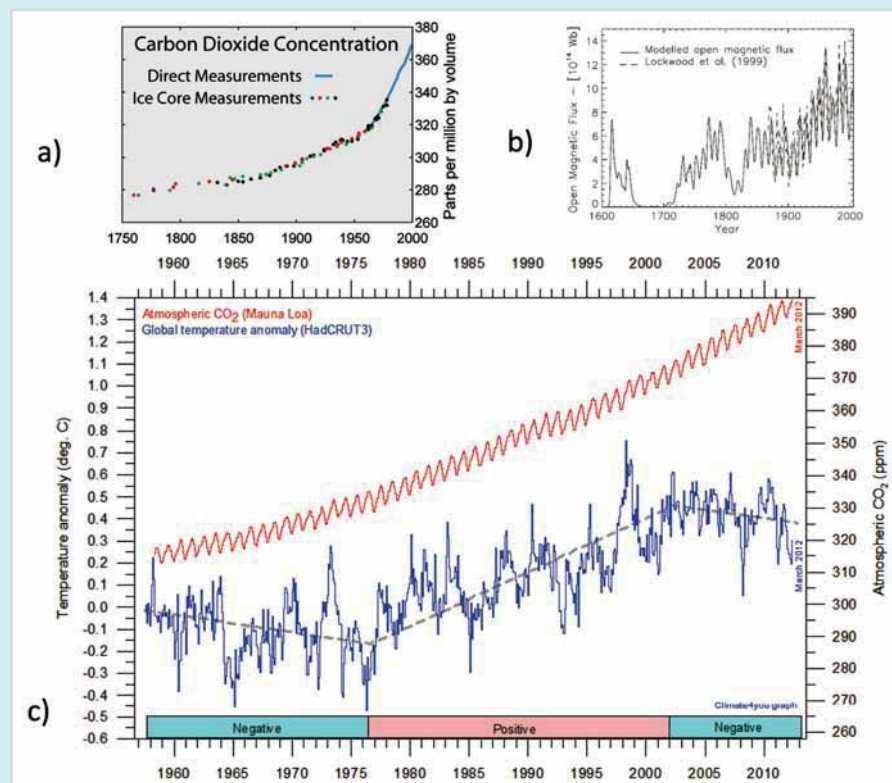 a)
Carbon Dioxide Concentration
Direct Measurements
Ice Core Measurements
380
360
340
320
300
280
260
Parts per million by volume
1750 1800 1850 1900 1950 2000
b)
Open Magnetic Flux – [10¹⁴ Wb]
14
12
10
8
6
4
2
0
Modelled open magnetic flux
Lockwood et al. (1999)
1600 1700 1800 1900 2000
Year
c)
1960 1965 1970 1975 1980 1985 1990 1995 2000 2005 2010
Atmospheric CO2 (Mauna Loa)
Global temperature anomaly (HadCRUT3)
Temperature anomaly (deg. C)
1.4
1.3
1.2
1.1
1.0
0.9
0.8
0.7
0.6
0.5
0.4
0.3
0.2
0.1
0.0
-0.1
-0.2
-0.3
-0.4
-0.5
-0.6
March 2012
March 2012
390
380
370
360
350
340
330
320
310
300
290
280
270
260
Atmospheric CO2 (ppm)
Climate4you graph
Negative Positive Negative
1960 1965 1970 1975 1980 1985 1990 1995 2000 2005 2010